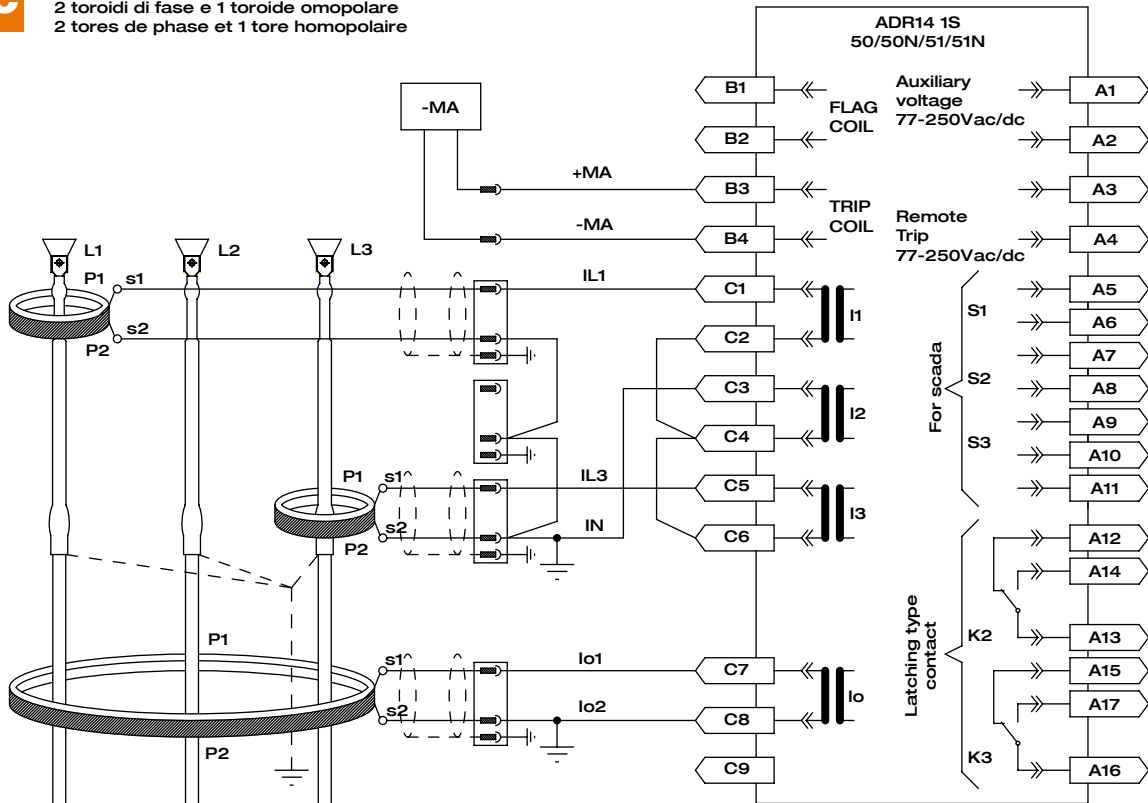 2 toroidi di fase e 1 toroide omopolare
2 tores de phase et 1 tore homopolaire
ADR14 1S
50/50N/51/51N
-MA
B1
FLAG
COIL
Auxiliary
voltage
77-250Vac/dc
A1
B2
A2
+MA
B3
A3
TRIP
COIL
Remote
Trip
77-250Vac/dc
-MA
B4
A4
L1
L2
L3
P1
s1
IL1
C1
I1
S1
A5
A6
s2
P2
C2
A7
For scada
C3
I2
S2
A8
A9
C4
S3
A10
P1
s1
IL3
C5
I3
A11
s2
P2
IN
C6
A12
A14
Latching type
contact
K2
A13
P1
s1
Io1
C7
Io
A15
A17
s2
Io2
C8
P2
K3
C9
A16